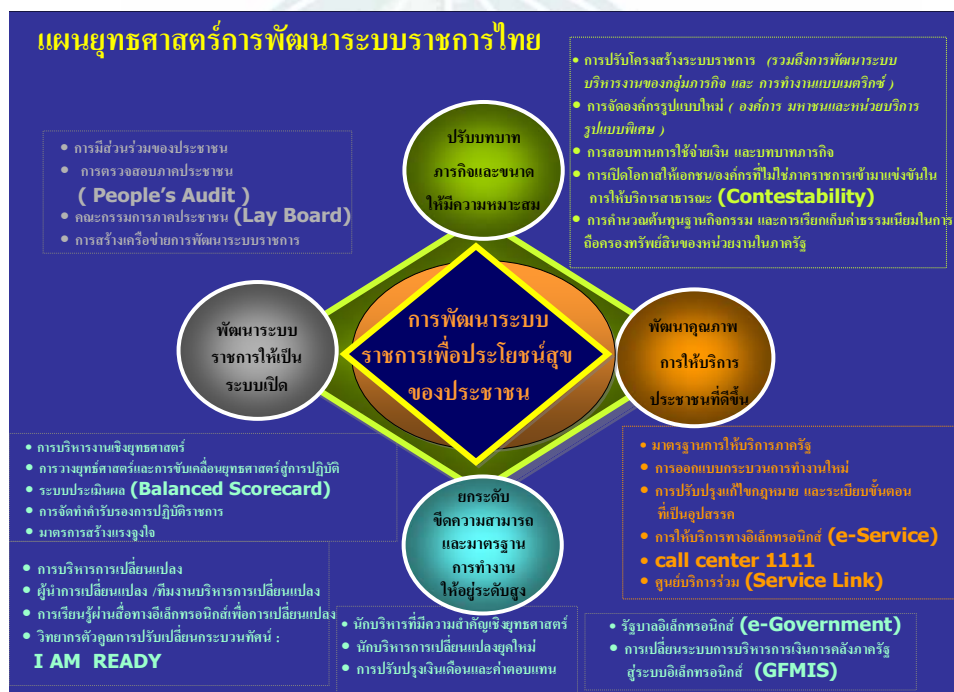 แผนยุทธศาสตร์การพัฒนาระบบราชการไทย
• การปรับโครงสร้างระบบราชการ (รวมถึงการพัฒนาระบบ
บริหารงานของกลุ่มภารกิจ และ การทำงานแบบเมตริกซ์ )
• การจัดองค์กรรูปแบบใหม่ ( องค์การ มหาชนและหน่วยบริการ
รูปแบบพิเศษ )
• การสอบทานการใช้จ่ายเงิน และบทบาทภารกิจ
• การเปิดโอกาสให้เอกชน/องค์กรที่ไม่ใช่ภาคราชการเข้ามาแข่งขันใน
การให้บริการสาธารณะ (Contestability)
• การคำนวณต้นทุนฐานกิจกรรม และการเรียกเก็บค่าธรรมเนียมในการ
ถือครองทรัพย์สินของหน่วยงานในภาครัฐ
• การมีส่วนร่วมของประชาชน
• การตรวจสอบภาคประชาชน
( People's Audit )
• คณะกรรมการภาคประชาชน (Lay Board)
• การสร้างเครือข่ายการพัฒนาระบบราชการ
ปรับบทบาท
ภารกิจและขนาด
ให้มีความเหมาะสม
พัฒนาระบบ
ราชการให้เป็น
ระบบเปิด
การพัฒนาระบบ
ราชการเพื่อประโยชน์สุข
ของประชาชน
พัฒนาคุณภาพ
การให้บริการ
ประชาชนที่ดีขึ้น
ยกระดับ
ขีดความสามารถ
และมาตรฐาน
การทำงาน
ให้อยู่ระดับสูง
• การบริหารงานเชิงยุทธศาสตร์
• การวางยุทธ์ศาสตร์และการขับเคลื่อนยุทธศาสตร์สู่การปฏิบัติ
• ระบบประเมินผล (Balanced Scorecard)
• การจัดทำคำรับรองการปฏิบัติราชการ
• มาตรการสร้างแรงจูงใจ
• มาตรฐานการให้บริการภาครัฐ
• การออกแบบกระบวนการทำงานใหม่
• การปรับปรุงแก้ไขกฎหมาย และระเบียบขั้นตอน
ที่เป็นอุปสรรค
• การให้บริการทางอิเล็กทรอนิกส์ (e-Service)
• call center 1111
• ศูนย์บริการร่วม (Service Link)
• การบริหารการเปลี่ยนแปลง
• ผู้นำการเปลี่ยนแปลง /ทีมงานบริหารการเปลี่ยนแปลง
• การเรียนรู้ผ่านสื่อทางอีเล็กทรอนิกส์เพื่อการเปลี่ยนแปลง
• วิทยากรตัวคูณการปรับเปลี่ยนกระบวนทัศน์ :
I AM READY
• นักบริหารที่มีความสำคัญเชิงยุทธศาสตร์
• นักบริหารการเปลี่ยนแปลงยุคใหม่
• การปรับปรุงเงินเดือนและค่าตอบแทน
• รัฐบาลอิเล็กทรอนิกส์ (e-Government)
• การเปลี่ยนระบบการบริหารการเงินการคลังภาครัฐ
สู่ระบบอิเล็กทรอนิกส์ (GFMIS)